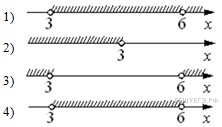 1) 3 6 x
2) 3 x
3) 3 6 x
4) 3 6 x